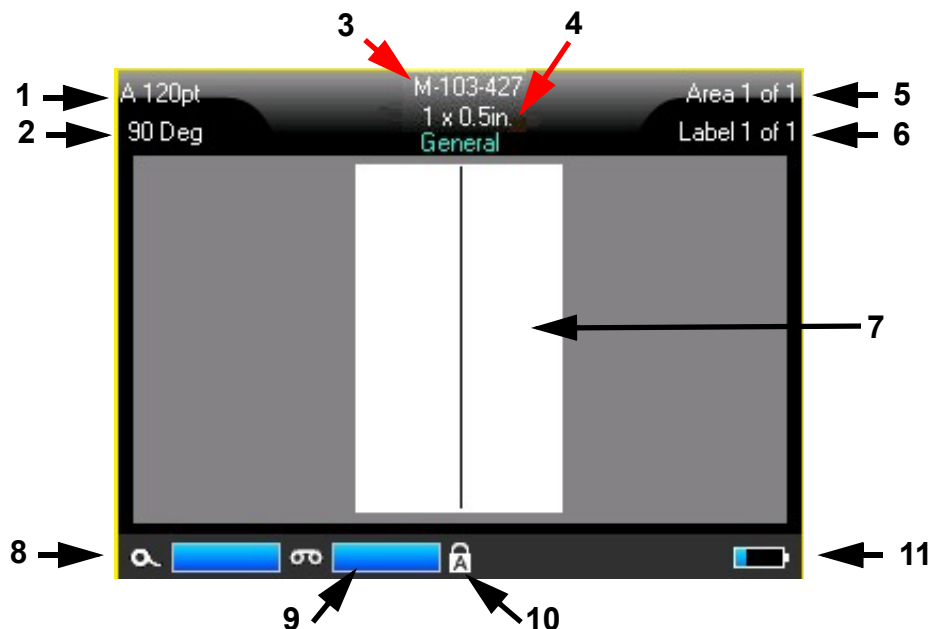 3
4
1
A 120pt
M-103-427
Area 1 of 1
5
2
90 Deg
1 x 0.5in.
Label 1 of 1
6
General
7
8
A
11
9
10